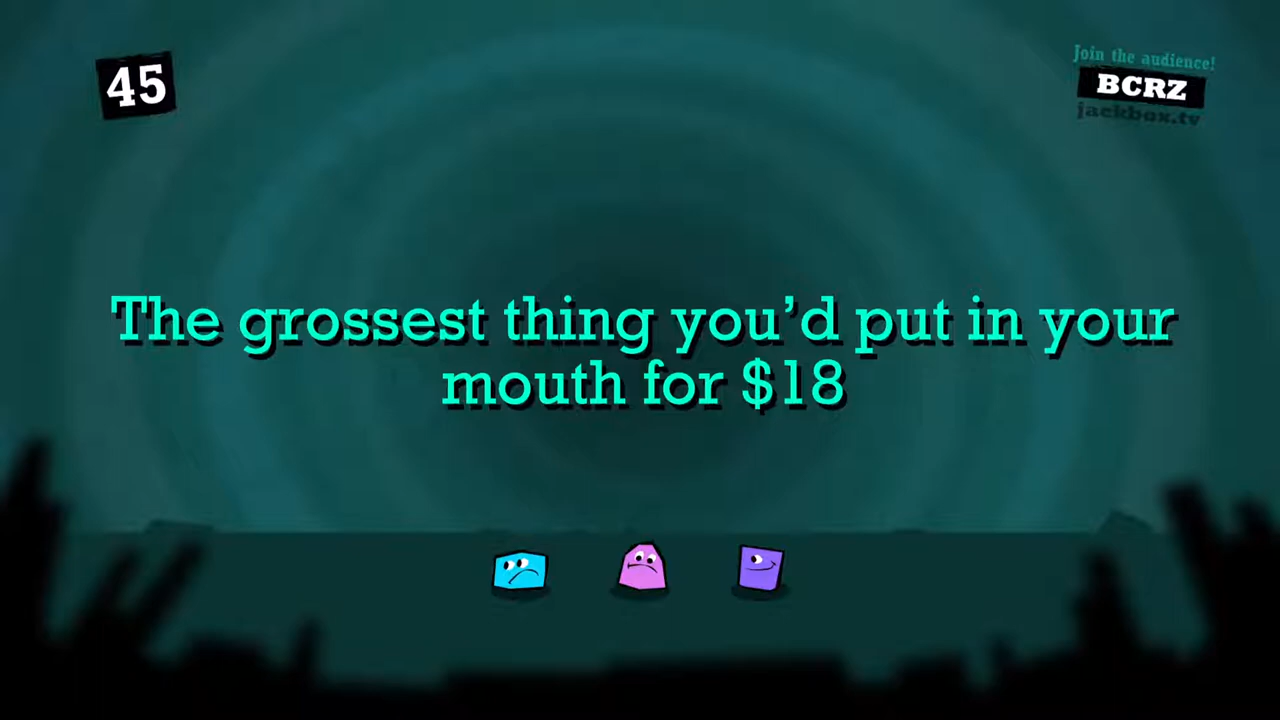 45
Join the audience!
BCRZ
jackbox.tv
The grossest thing you’d put in your
mouth for $18